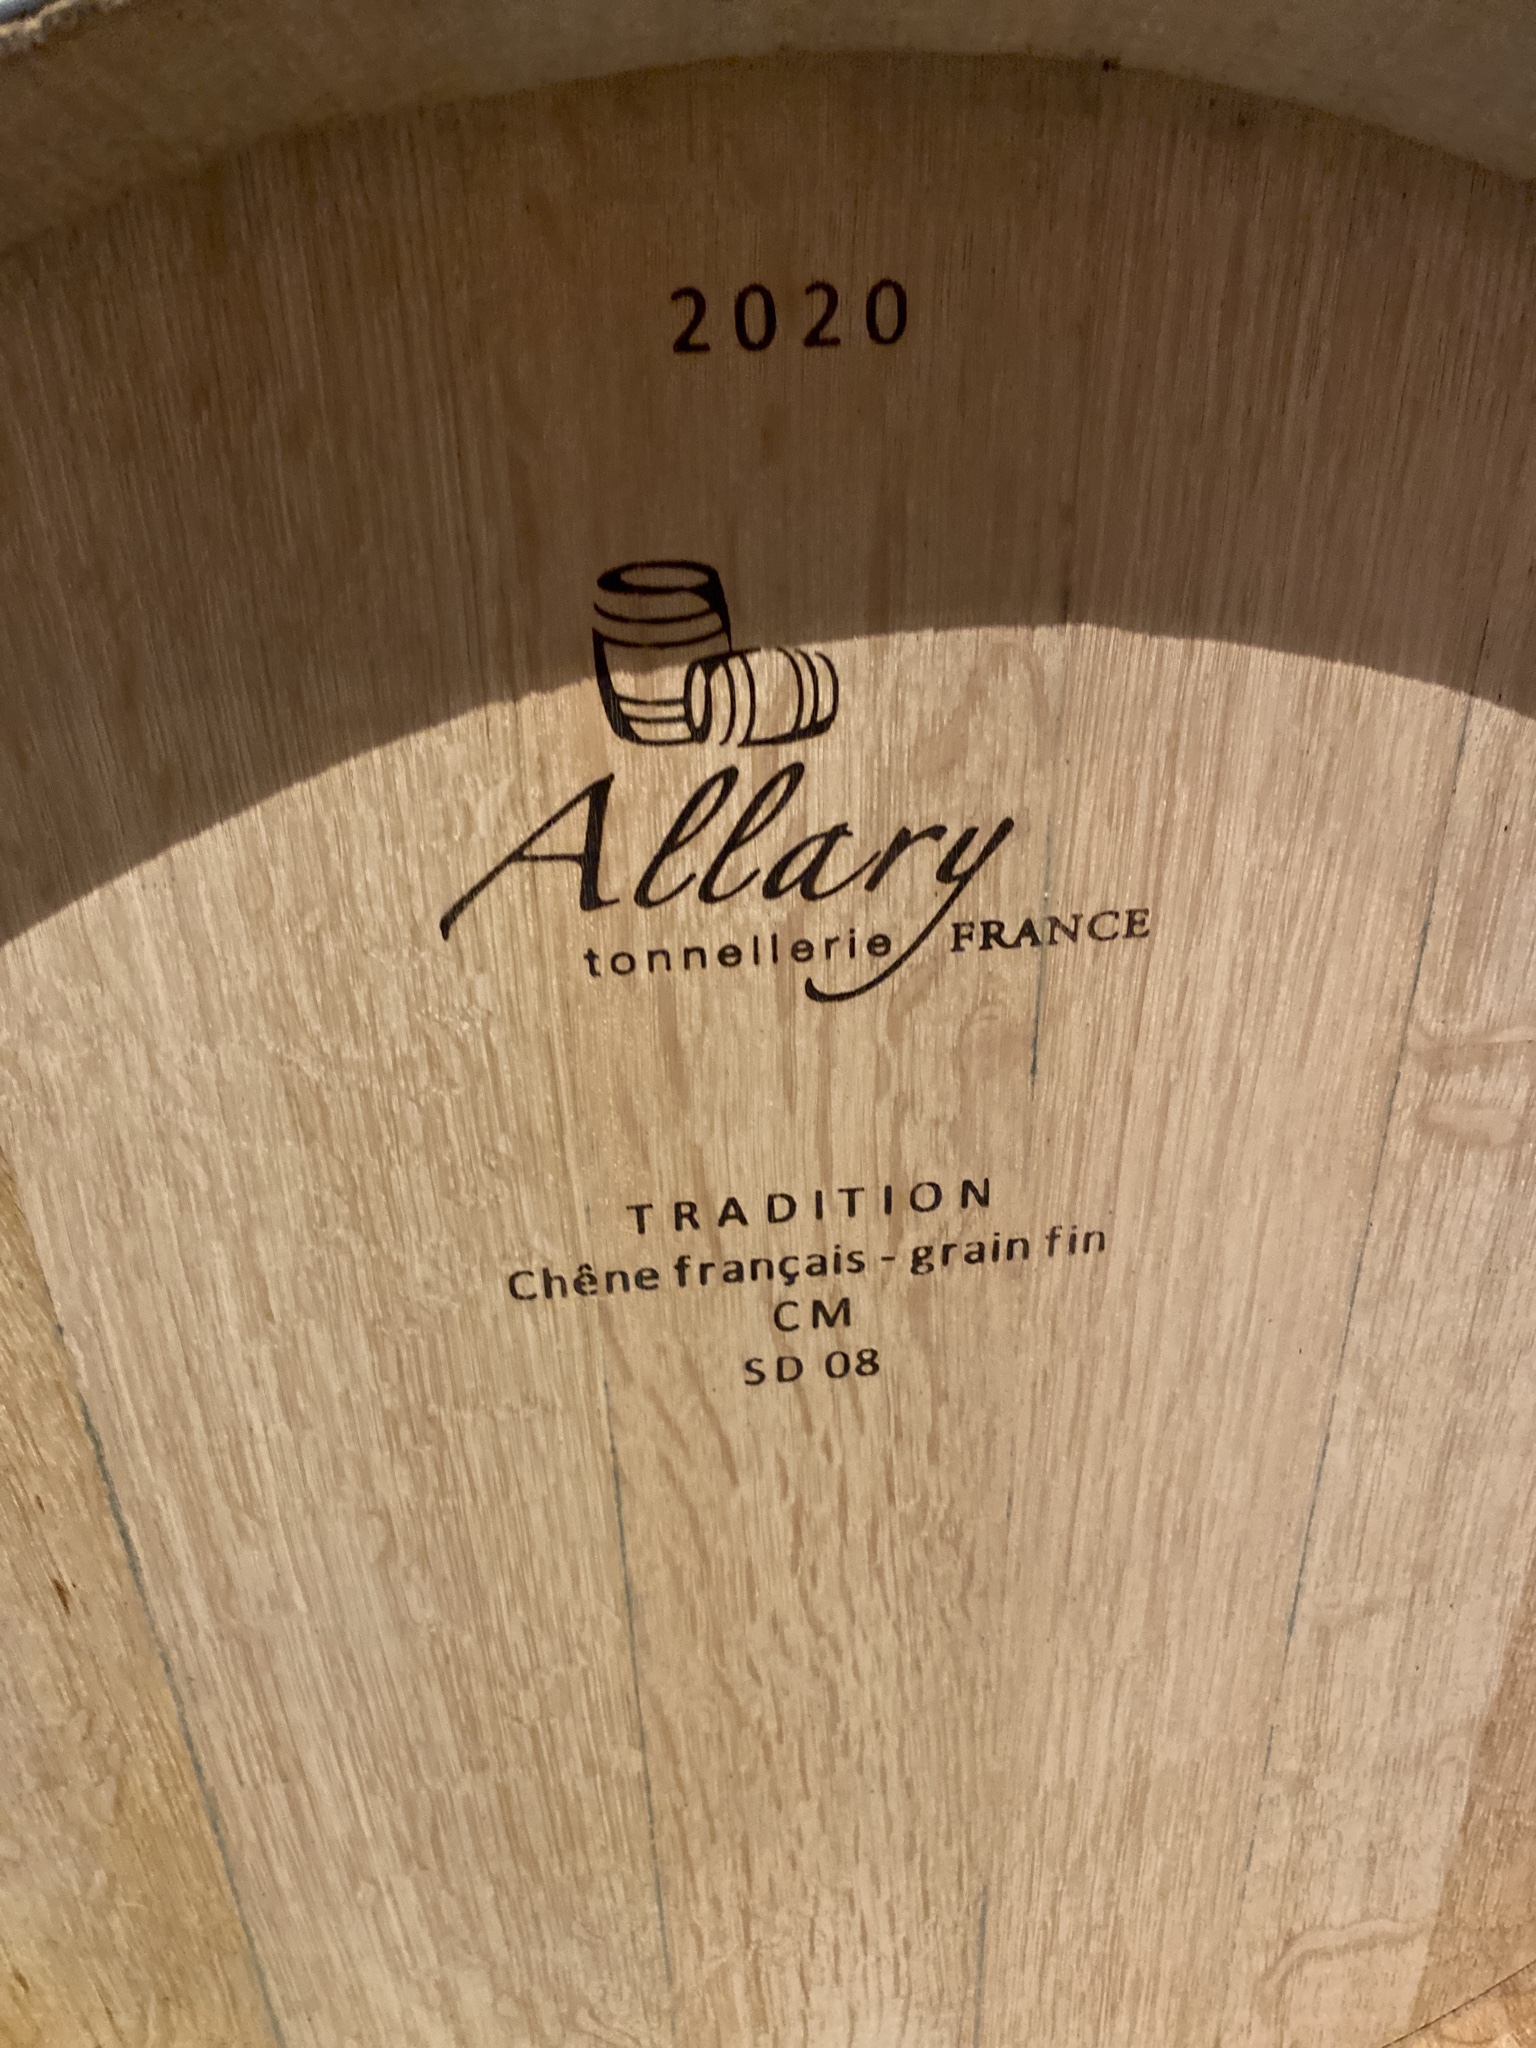 2020
Allary
tonnellerie FRANCE
TRADITION
Chêne français - grain fin
CM
SD 08